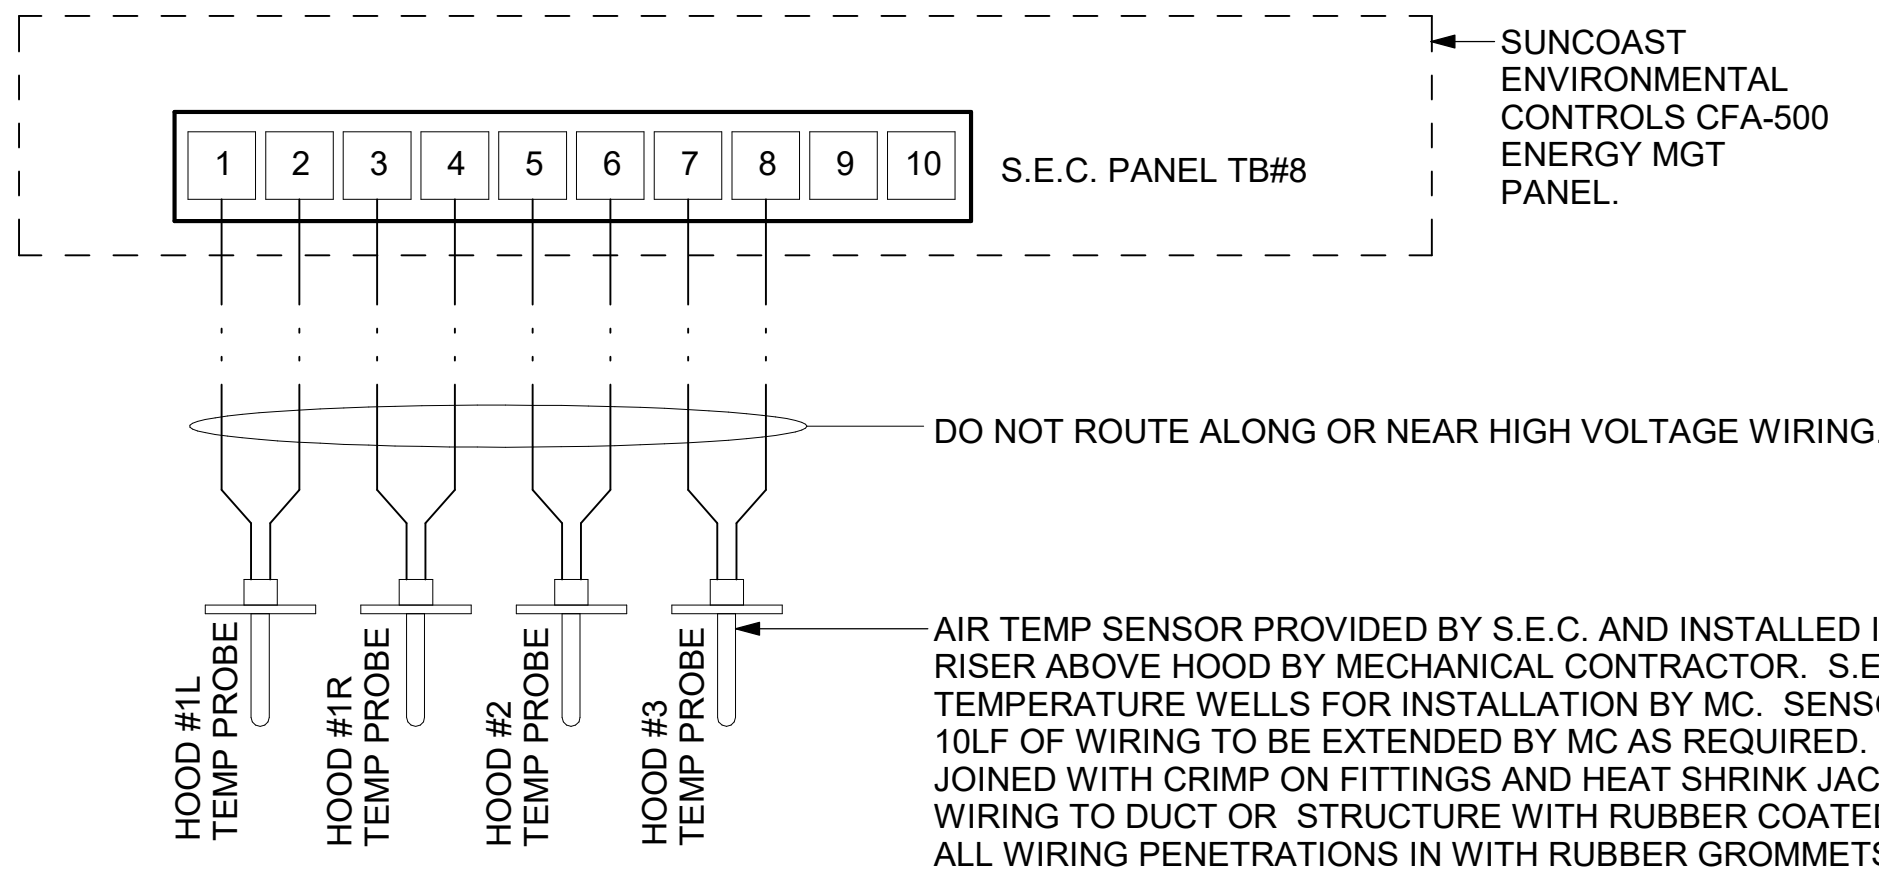 SUNCOAST
ENVIRONMENTAL
CONTROLS CFA-500
ENERGY MGT
PANEL.
1 2 3 4 5 6 7 8 9 10
S.E.C. PANEL TB#8
DO NOT ROUTE ALONG OR NEAR HIGH VOLTAGE WIRING.
HOOD #1L
TEMP PROBE
HOOD #1R
TEMP PROBE
HOOD #2
TEMP PROBE
HOOD #3
TEMP PROBE
AIR TEMP SENSOR PROVIDED BY S.E.C. AND INSTALLED
RISER ABOVE HOOD BY MECHANICAL CONTRACTOR.
TEMPERATURE WELLS FOR INSTALLATION BY MC.
10LF OF WIRING TO BE EXTENDED BY MC AS REQUIRED.
JOINED WITH CRIMP ON FITTINGS AND HEAT SHRINK
WIRING TO DUCT OR STRUCTURE WITH RUBBER
ALL WIRING PENETRATIONS IN WITH RUBBER